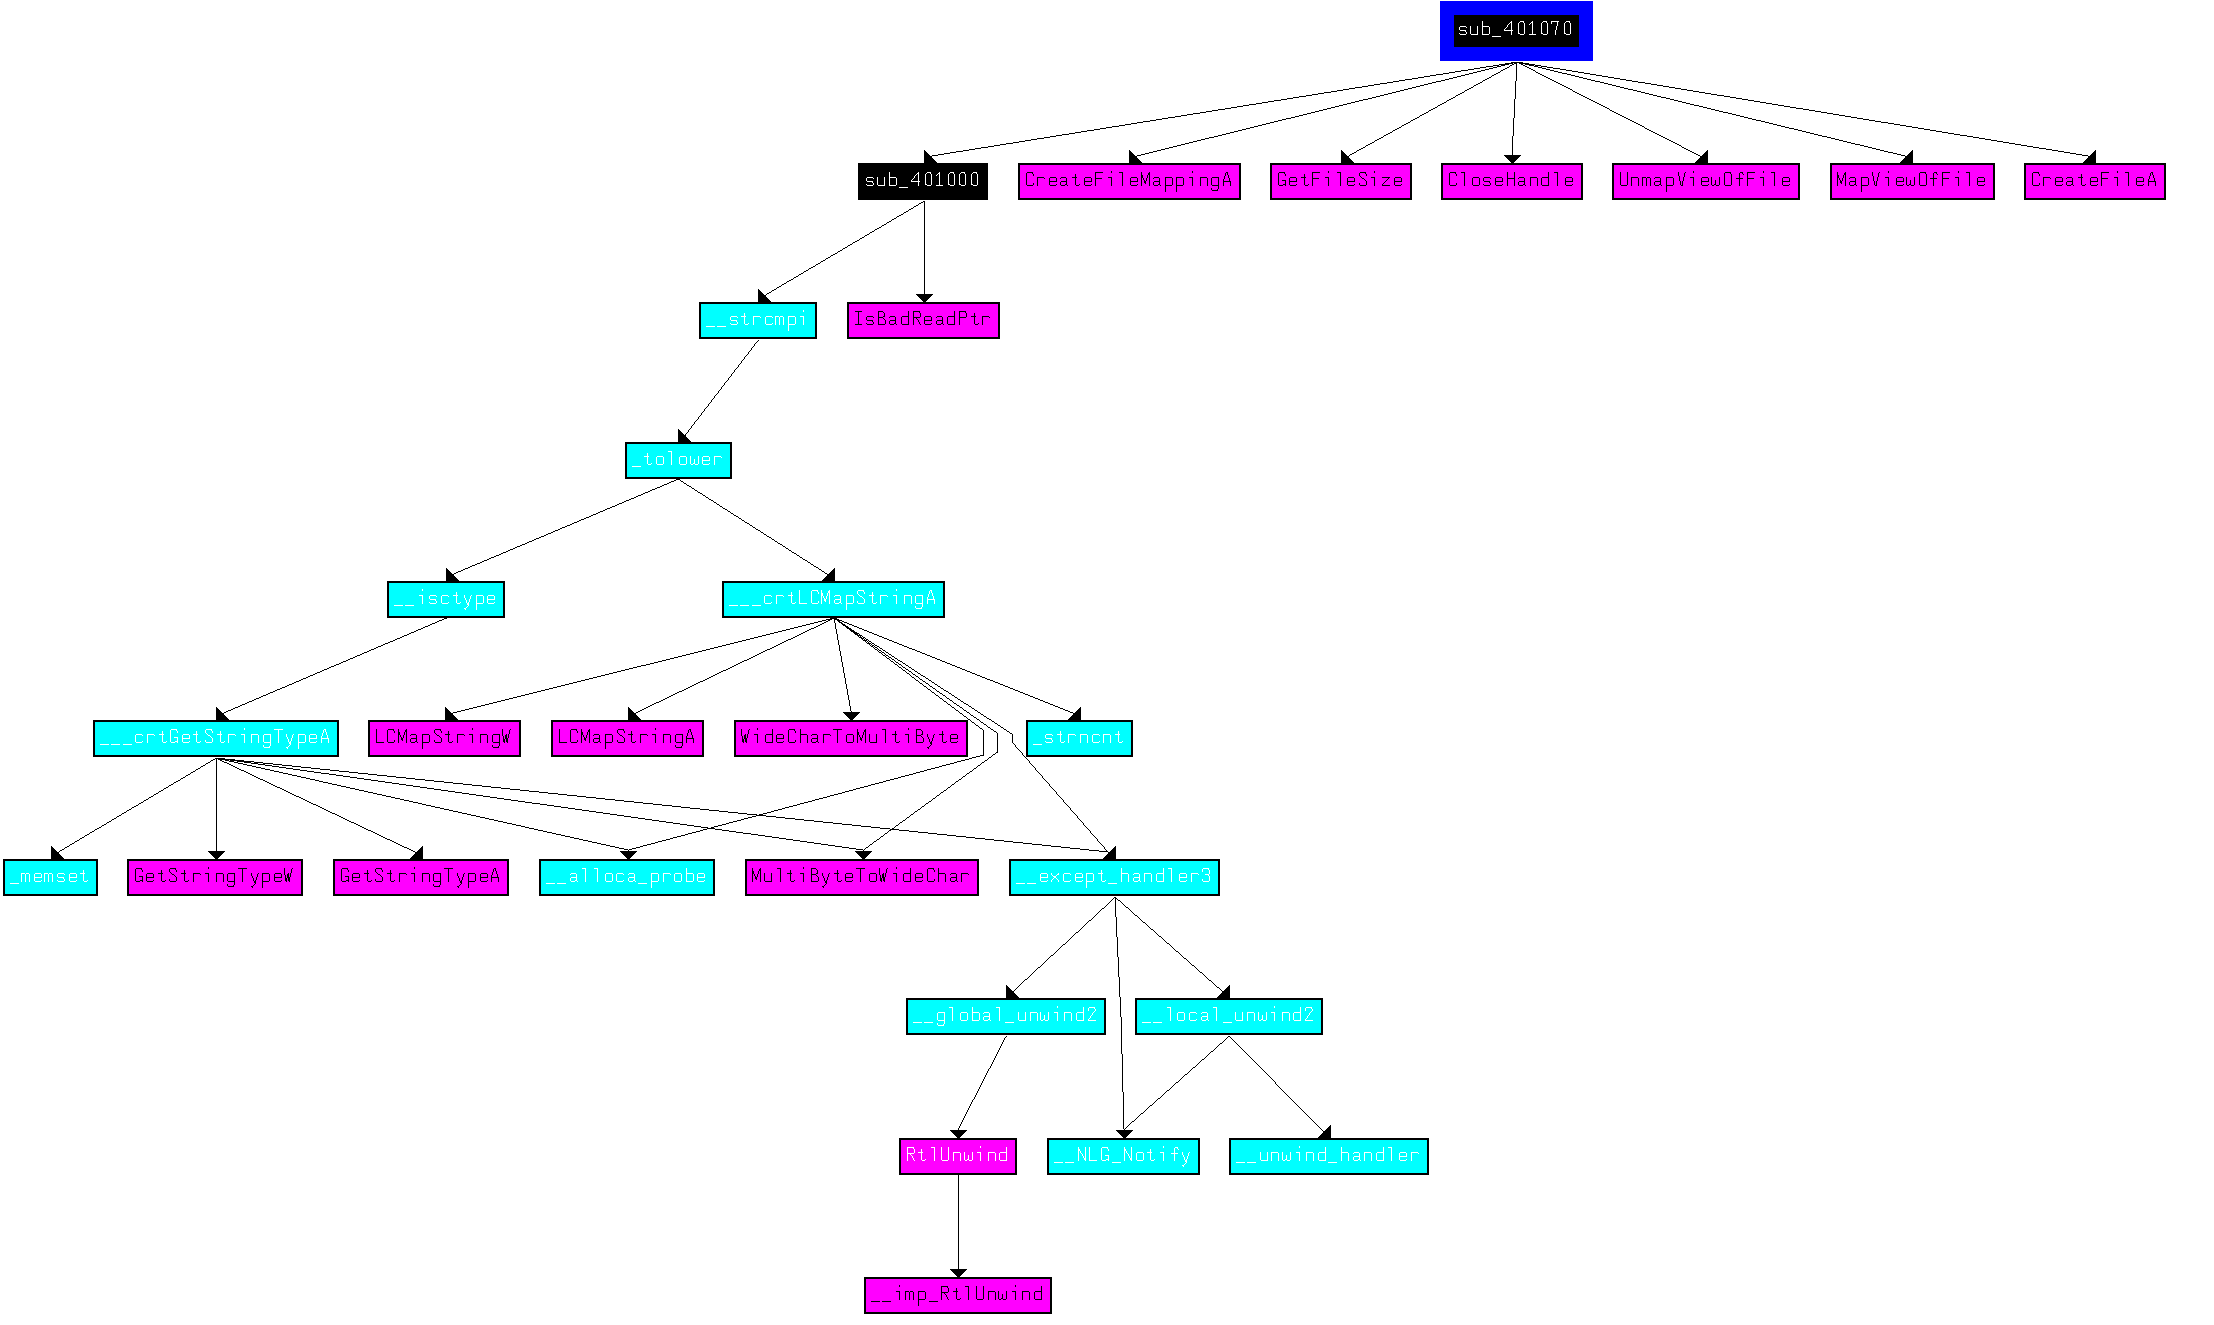 sub_401070
sub_401000
CreateFileMappingA
GetFileSize
CloseHandle
UnmapViewOfFile
MapViewOfFile
CreateFileA
__strcmpi
IsBadReadPtr
_tolower
__isctype
___crtLCMapStringA
___crtGetStringTypeA
LCMapStringW
LCMapStringA
WideCharToMultiByte
_strncnt
_memset
GetStringTypeW
GetStringTypeA
__alloca_probe
MultiByteToWideChar
__except_handler3
__global_unwind2
__local_unwind2
RtlUnwind
__NLG_Notify
__unwind_handler
__imp_RtlUnwind